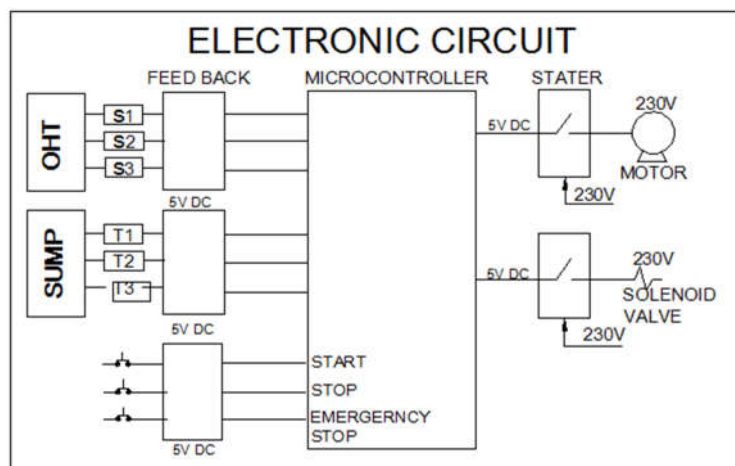 ELECTRONIC CIRCUIT
FEED BACK
MICROCONTROLLER
STATER
OHT
S1
S2
S3
5V DC
SUMP
T1
T2
T3
5V DC
START
STOP
EMERGERNCY
STOP
5V DC
5V DC
230V
MOTOR
230V
5V DC
230V
SOLENOID
VALVE
230V